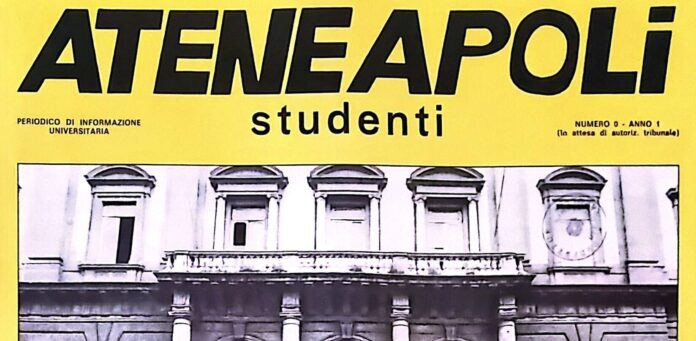 ATENEAPOLi
studenti
PERIODICO DI INFORMAZIONE
UNIVERSITARIA
NUMERO 0 - ANNO 1
(in attesa di autoriz. tribunale)